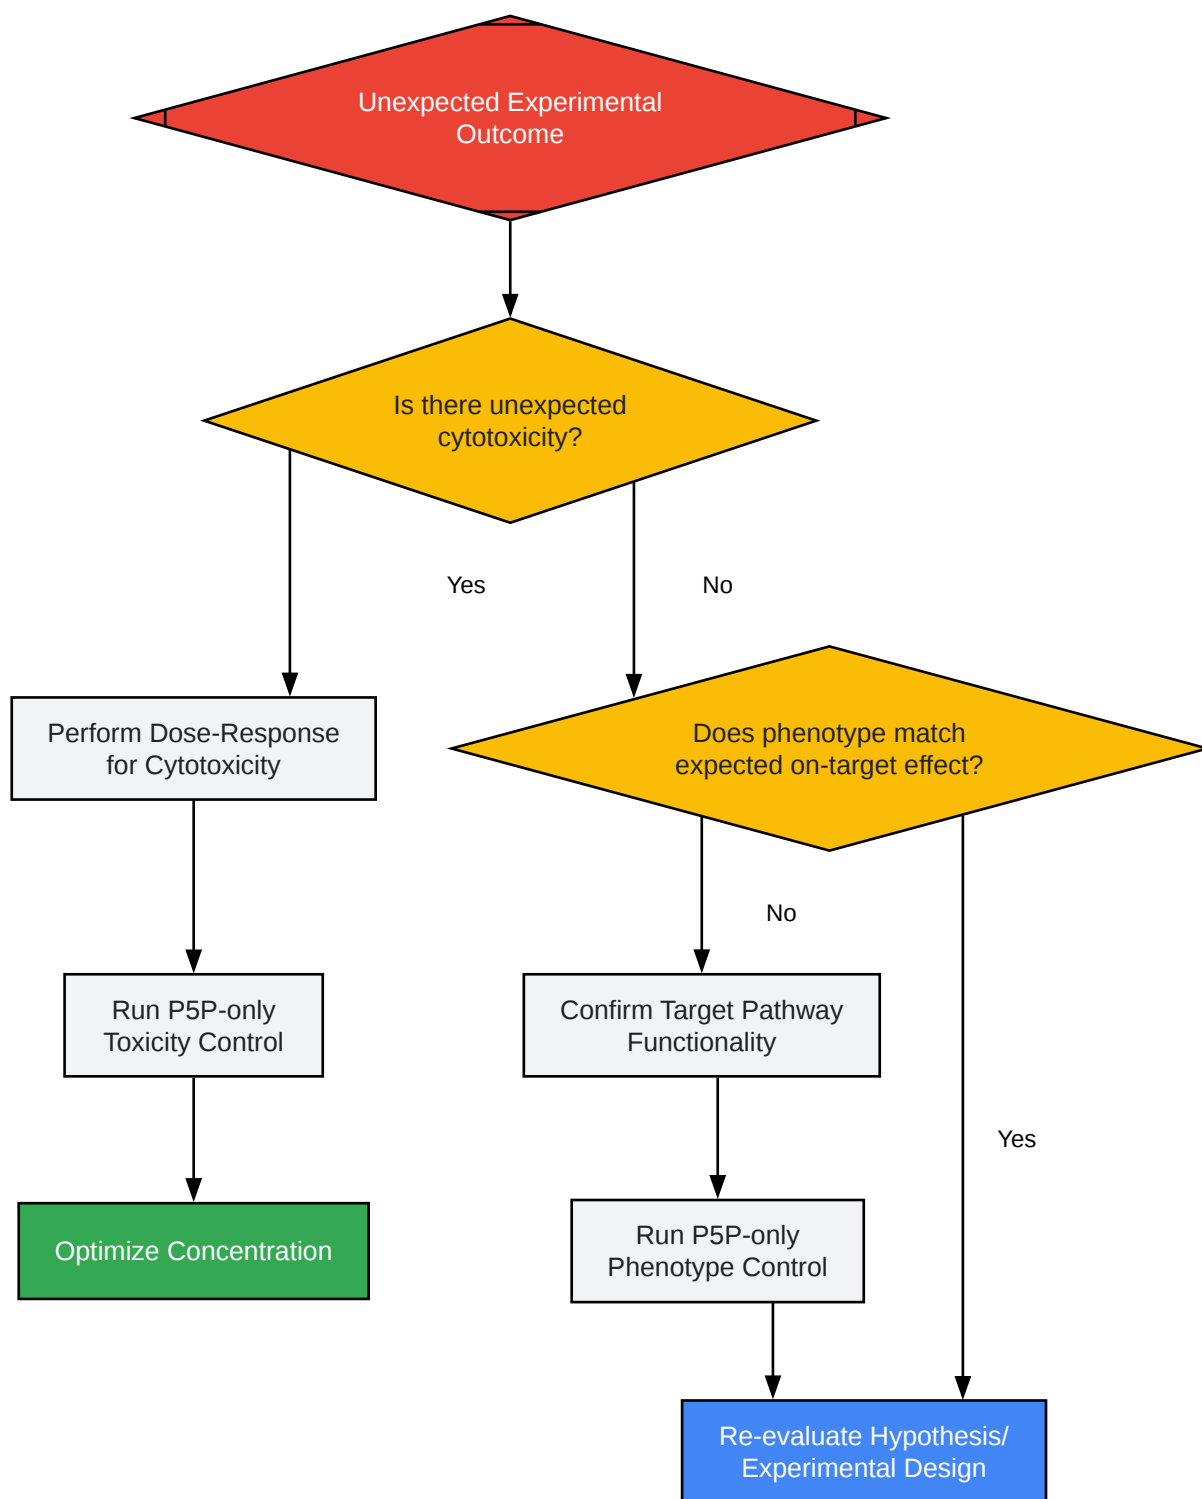 Unexpected Experimental
Outcome
Is there unexpected
cytotoxicity?
Yes
No
Perform Dose-Response
for Cytotoxicity
Does phenotype match
expected on-target effect?
No
Run P5P-only
Toxicity Control
Confirm Target Pathway
Functionality
Yes
Optimize Concentration
Run P5P-only
Phenotype Control
Re-evaluate Hypothesis/
Experimental Design